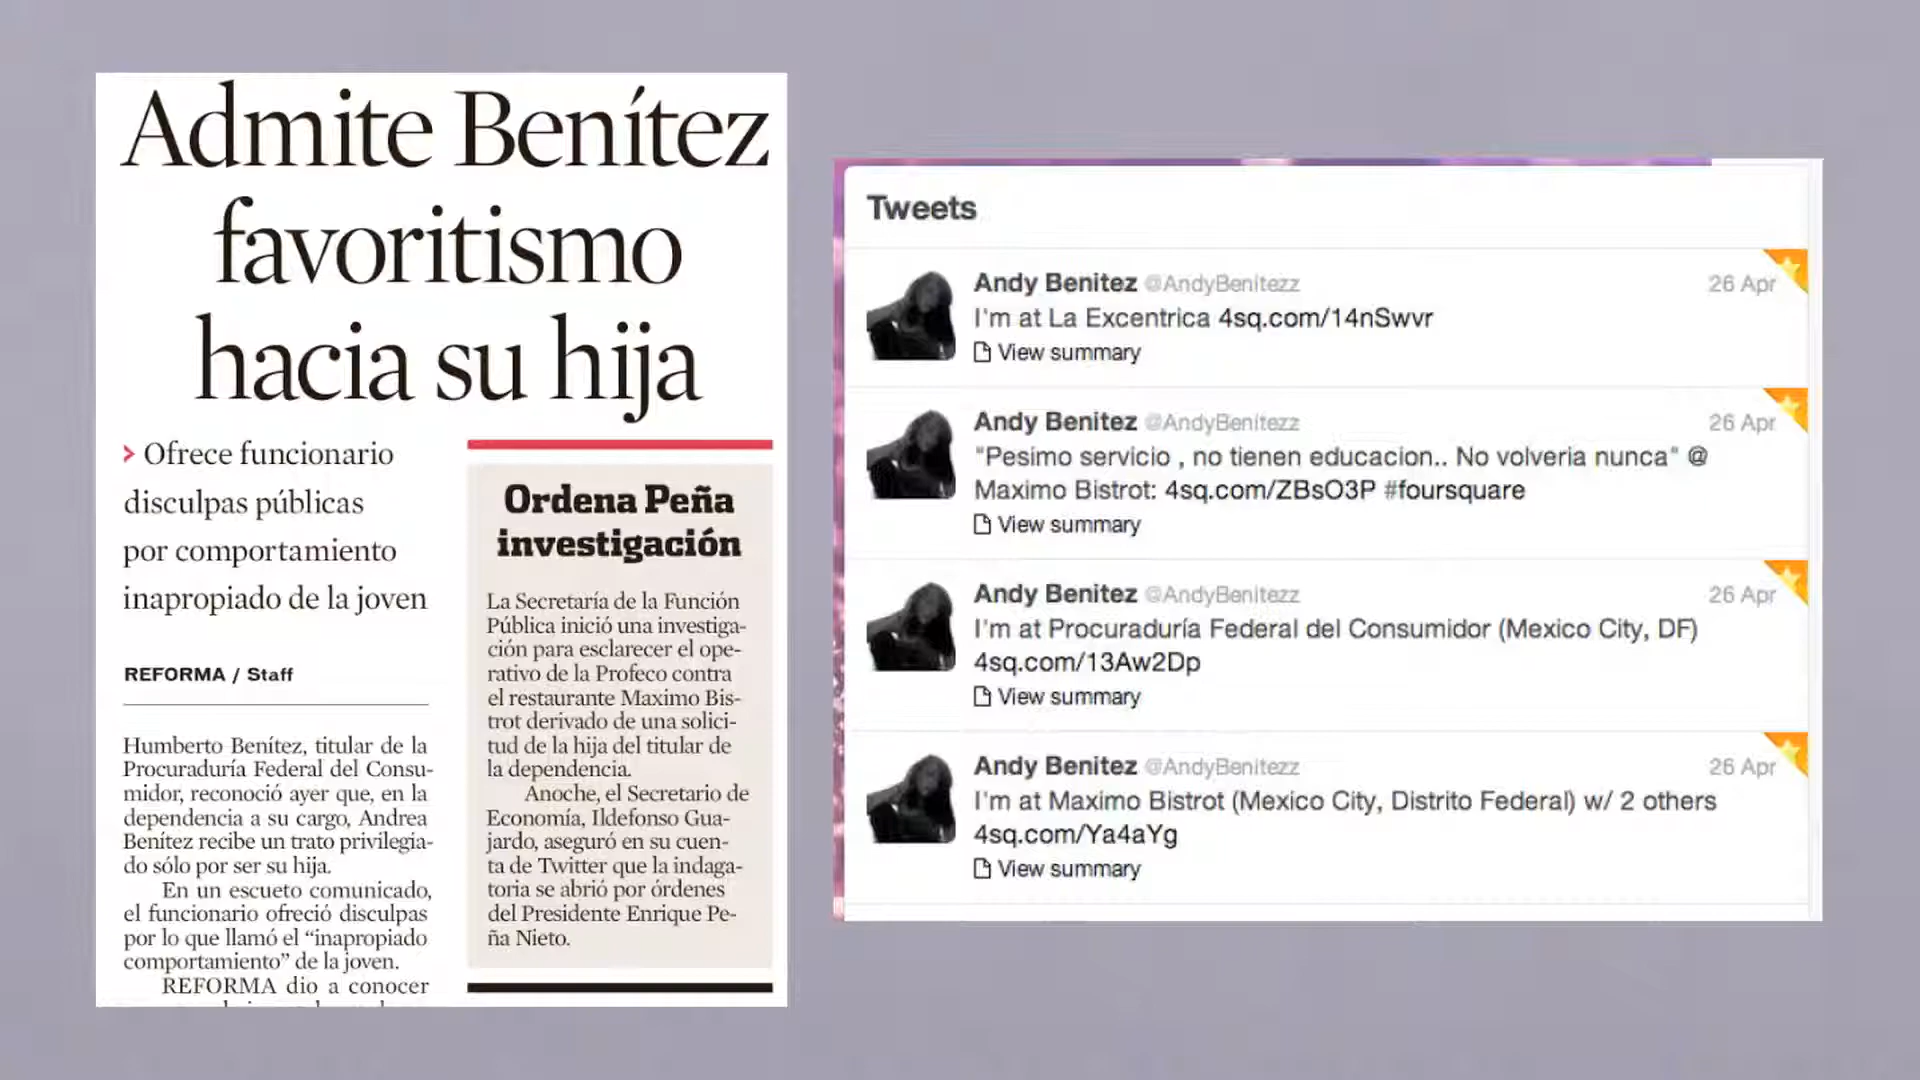 Admite Benítez
favoritismo
hacia su hija
> Ofrece funcionario
disculpas públicas
por comportamiento
inapropiado de la joven
REFORMA / Staff
Humberto Benítez, titular de la
Procuraduría Federal del Consu-
midor, reconoció ayer que, en la
dependencia a su cargo, Andrea
Benítez recibe un trato privilegia-
do sólo por ser su hija.
En un escueto comunicado,
el funcionario ofreció disculpas
por lo que llamó el “inapropiado
comportamiento” de la joven.
REFORMA dio a conocer
Ordena Peña
investigación
La Secretaría de la Función
Pública inició una investiga-
ción para esclarecer el ope-
rativo de la Profeco contra
el restaurante Maximo Bis-
trot derivado de una solici-
tud de la hija del titular de
la dependencia.
Anoche, el Secretario de
Economía, Ildefonso Gua-
jardo, aseguró en su cuen-
ta de Twitter que la indaga-
toria se abrió por órdenes
del Presidente Enrique Pe-
ña Nieto.
Tweets
Andy Benitez @AndyBenitezz 26 Apr
I'm at La Excentrica 4sq.com/14nSwvr
View summary
Andy Benitez @AndyBenitezz 26 Apr
"Pesimo servicio , no tienen educacion.. No volveria nunca" @
Maximo Bistrot: 4sq.com/ZBsO3P #foursquare
View summary
Andy Benitez @AndyBenitezz 26 Apr
I'm at Procuraduría Federal del Consumidor (Mexico City, DF)
4sq.com/13Aw2Dp
View summary
Andy Benitez @AndyBenitezz 26 Apr
I'm at Maximo Bistrot (Mexico City, Distrito Federal) w/ 2 others
4sq.com/Ya4aYg
View summary